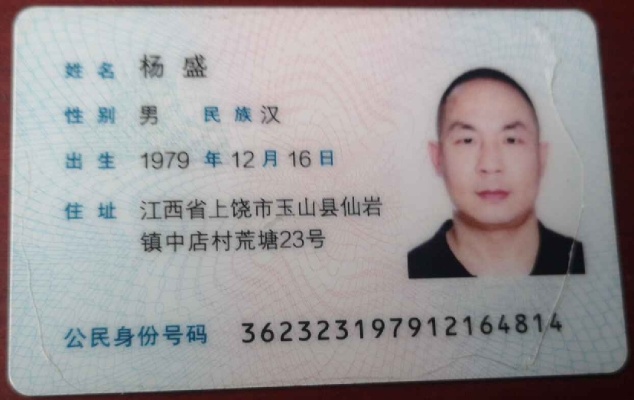 姓名 杨盛
性别 男 民族 汉
出生 1979 年 12 月 16 日
住址 江西省上饶市玉山县仙岩
镇中店村荒塘23号
公民身份号码 362323197912164814